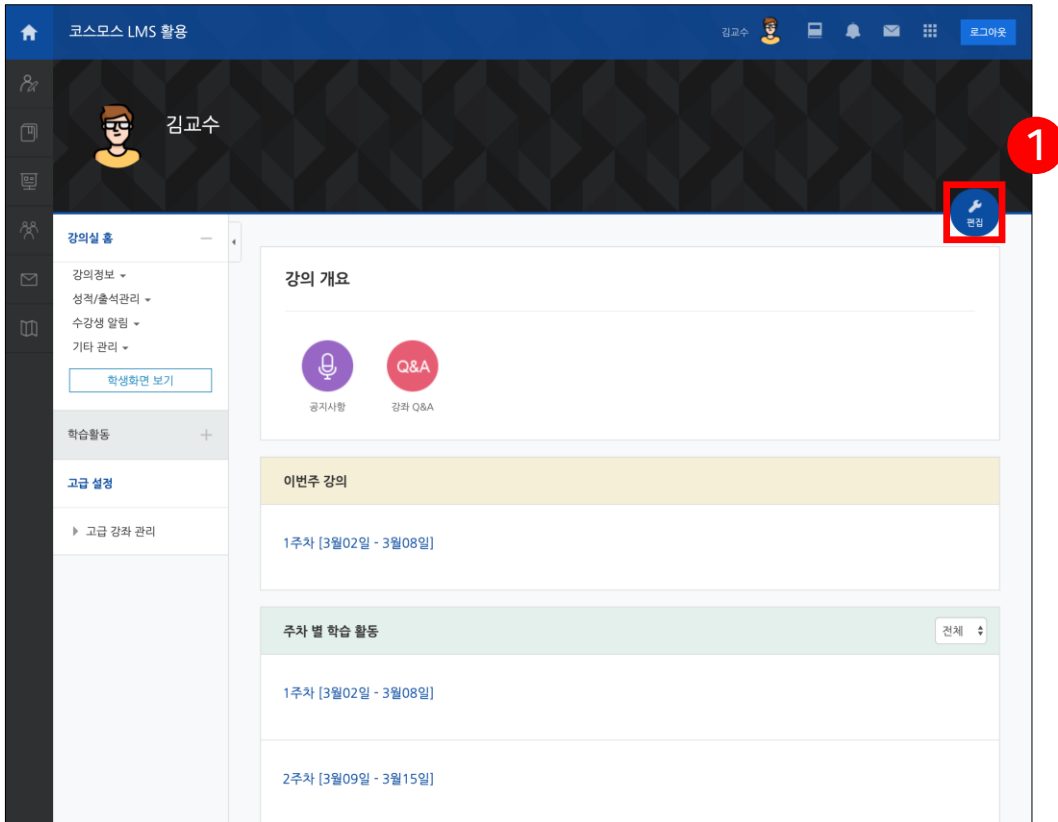 코스모스 LMS 활용
김교수
로그아웃
김교수
1
편집
강의실 홈
강의정보
성적/출석관리
수강생 알림
기타 관리
학생화면 보기
학습활동
고급 설정
고급 강좌 관리
강의 개요
Q&A
공지사항
강좌 Q&A
이번주 강의
1주차 [3월02일 - 3월08일]
주차 별 학습 활동
전체
1주차 [3월02일 - 3월08일]
2주차 [3월09일 - 3월15일]